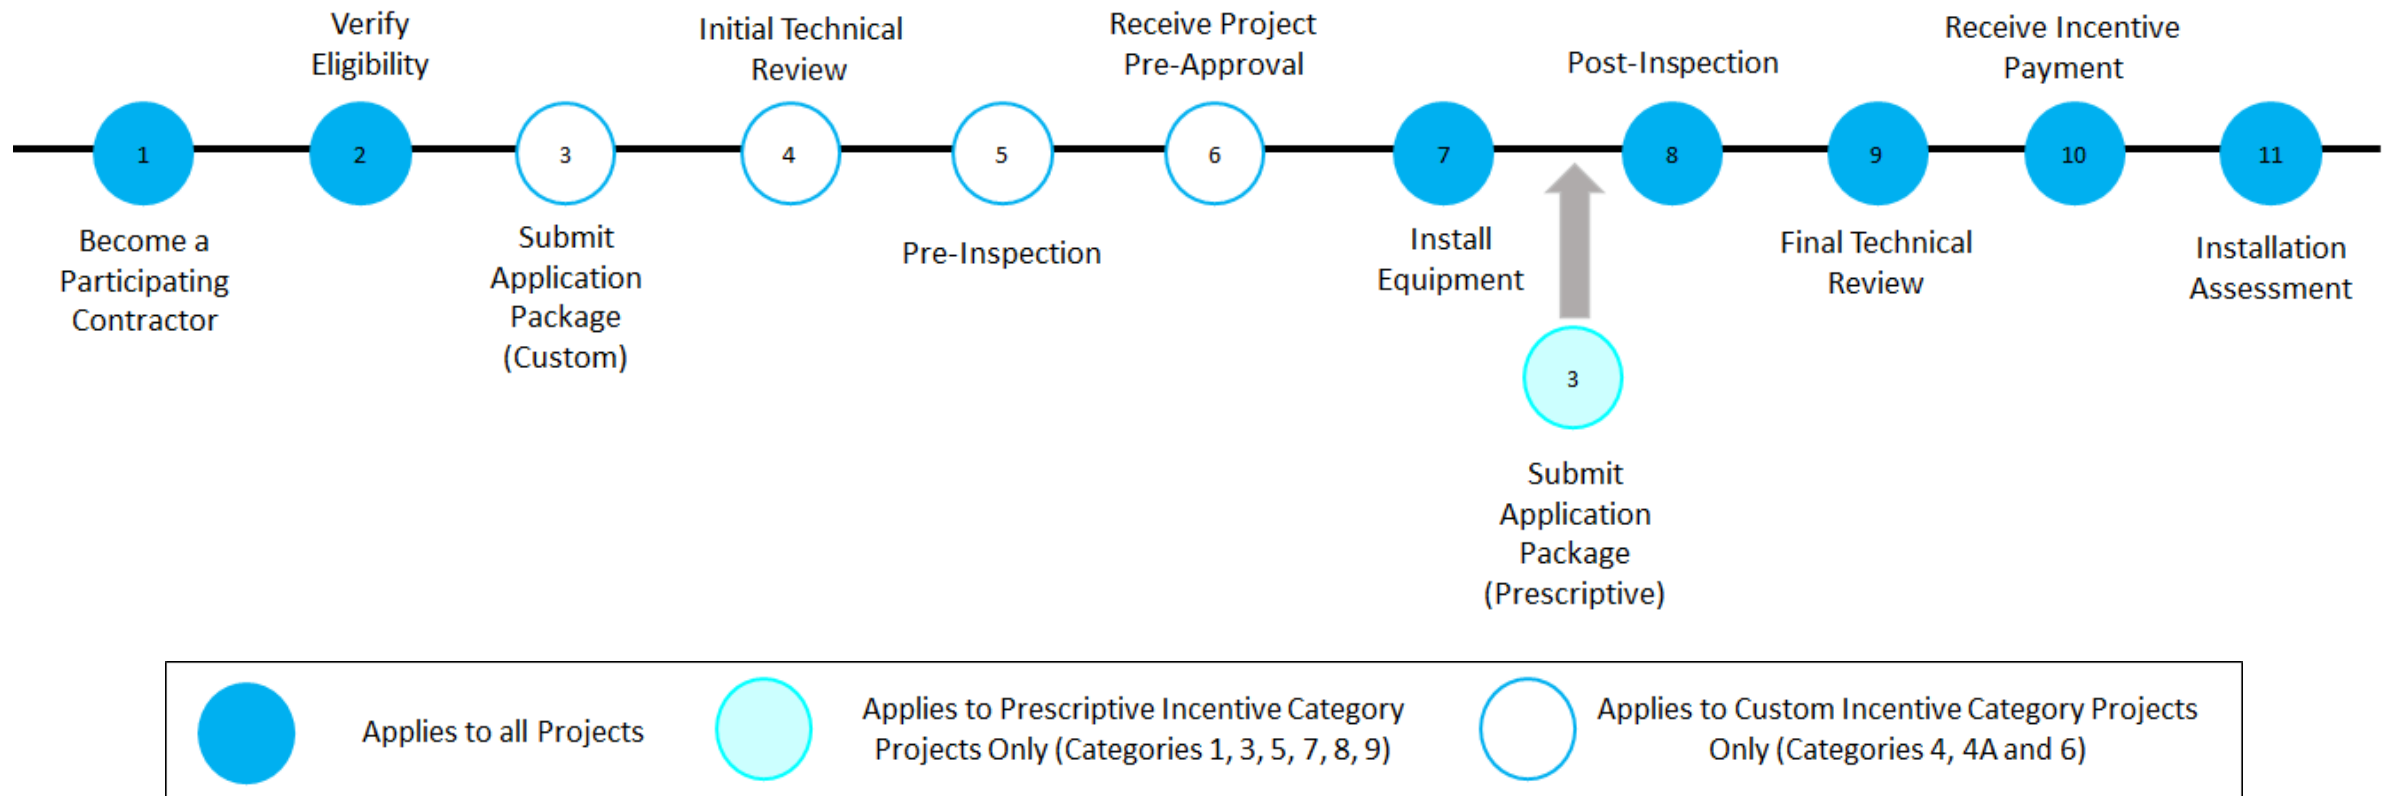 Verify
Eligibility
Initial Technical
Review
Receive Project
Pre-Approval
Post-Inspection
Receive Incentive
Payment
1
2
3
4
5
6
7
8
9
10
11
Become a
Participating
Contractor
Submit
Application
Package
(Custom)
Pre-Inspection
Install
Equipment
Final Technical
Review
Installation
Assessment
3
Submit
Application
Package
(Prescriptive)
Applies to all Projects
Applies to Prescriptive Incentive Category
Projects Only (Categories 1, 3, 5, 7, 8, 9)
Applies to Custom Incentive Category Projects
Only (Categories 4, 4A and 6)